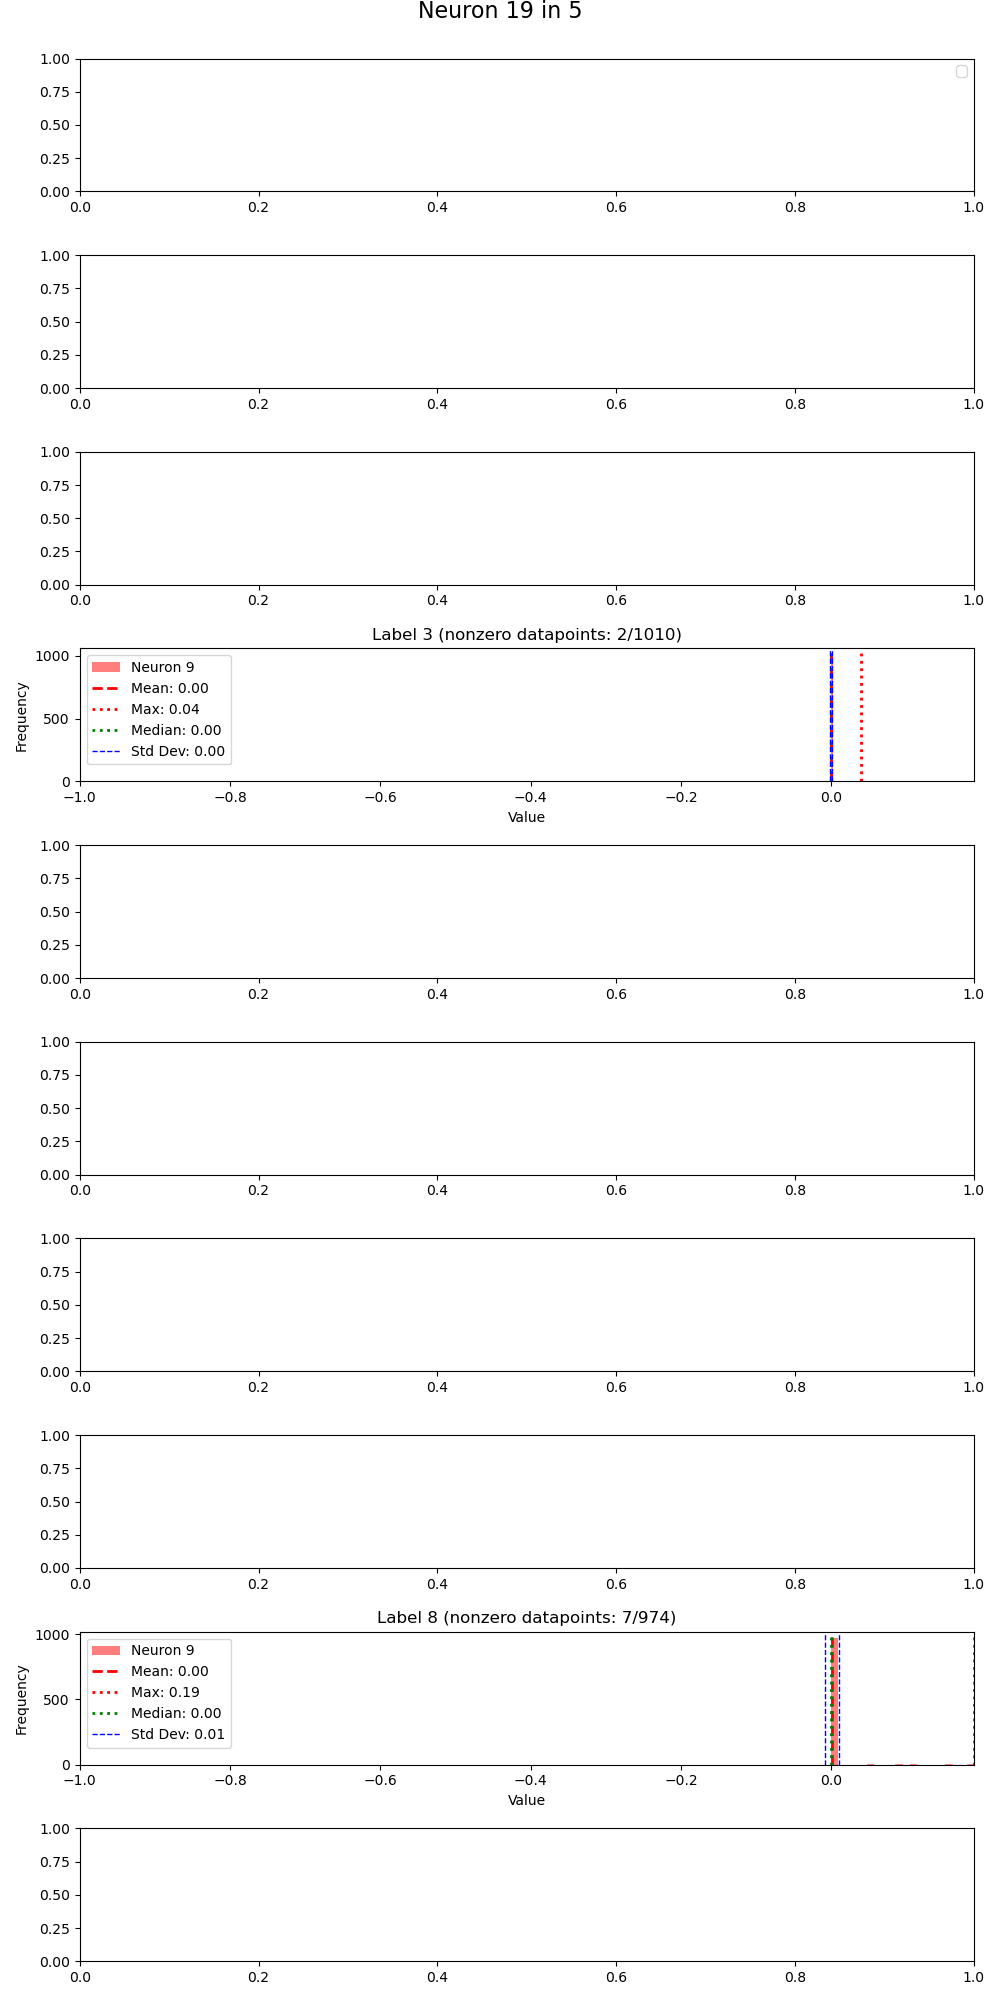 Neuron 19 in 5
1.00
0.75
0.50
0.25
0.00
0.0 0.2 0.4 0.6 0.8 1.0
1.00
0.75
0.50
0.25
0.00
0.0 0.2 0.4 0.6 0.8 1.0
1.00
0.75
0.50
0.25
0.00
0.0 0.2 0.4 0.6 0.8 1.0
Label 3 (nonzero datapoints: 2/1010)
Frequency
1000
500
0
Neuron 9
Mean: 0.00
Max: 0.04
Median: 0.00
Std Dev: 0.00
−1.0 −0.8 −0.6 −0.4 −0.2 0.0
Value
1.00
0.75
0.50
0.25
0.00
0.0 0.2 0.4 0.6 0.8 1.0
1.00
0.75
0.50
0.25
0.00
0.0 0.2 0.4 0.6 0.8 1.0
1.00
0.75
0.50
0.25
0.00
0.0 0.2 0.4 0.6 0.8 1.0
1.00
0.75
0.50
0.25
0.00
0.0 0.2 0.4 0.6 0.8 1.0
Label 8 (nonzero datapoints: 7/974)
Frequency
1000
500
0
Neuron 9
Mean: 0.00
Max: 0.19
Median: 0.00
Std Dev: 0.01
−1.0 −0.8 −0.6 −0.4 −0.2 0.0
Value
1.00
0.75
0.50
0.25
0.00
0.0 0.2 0.4 0.6 0.8 1.0